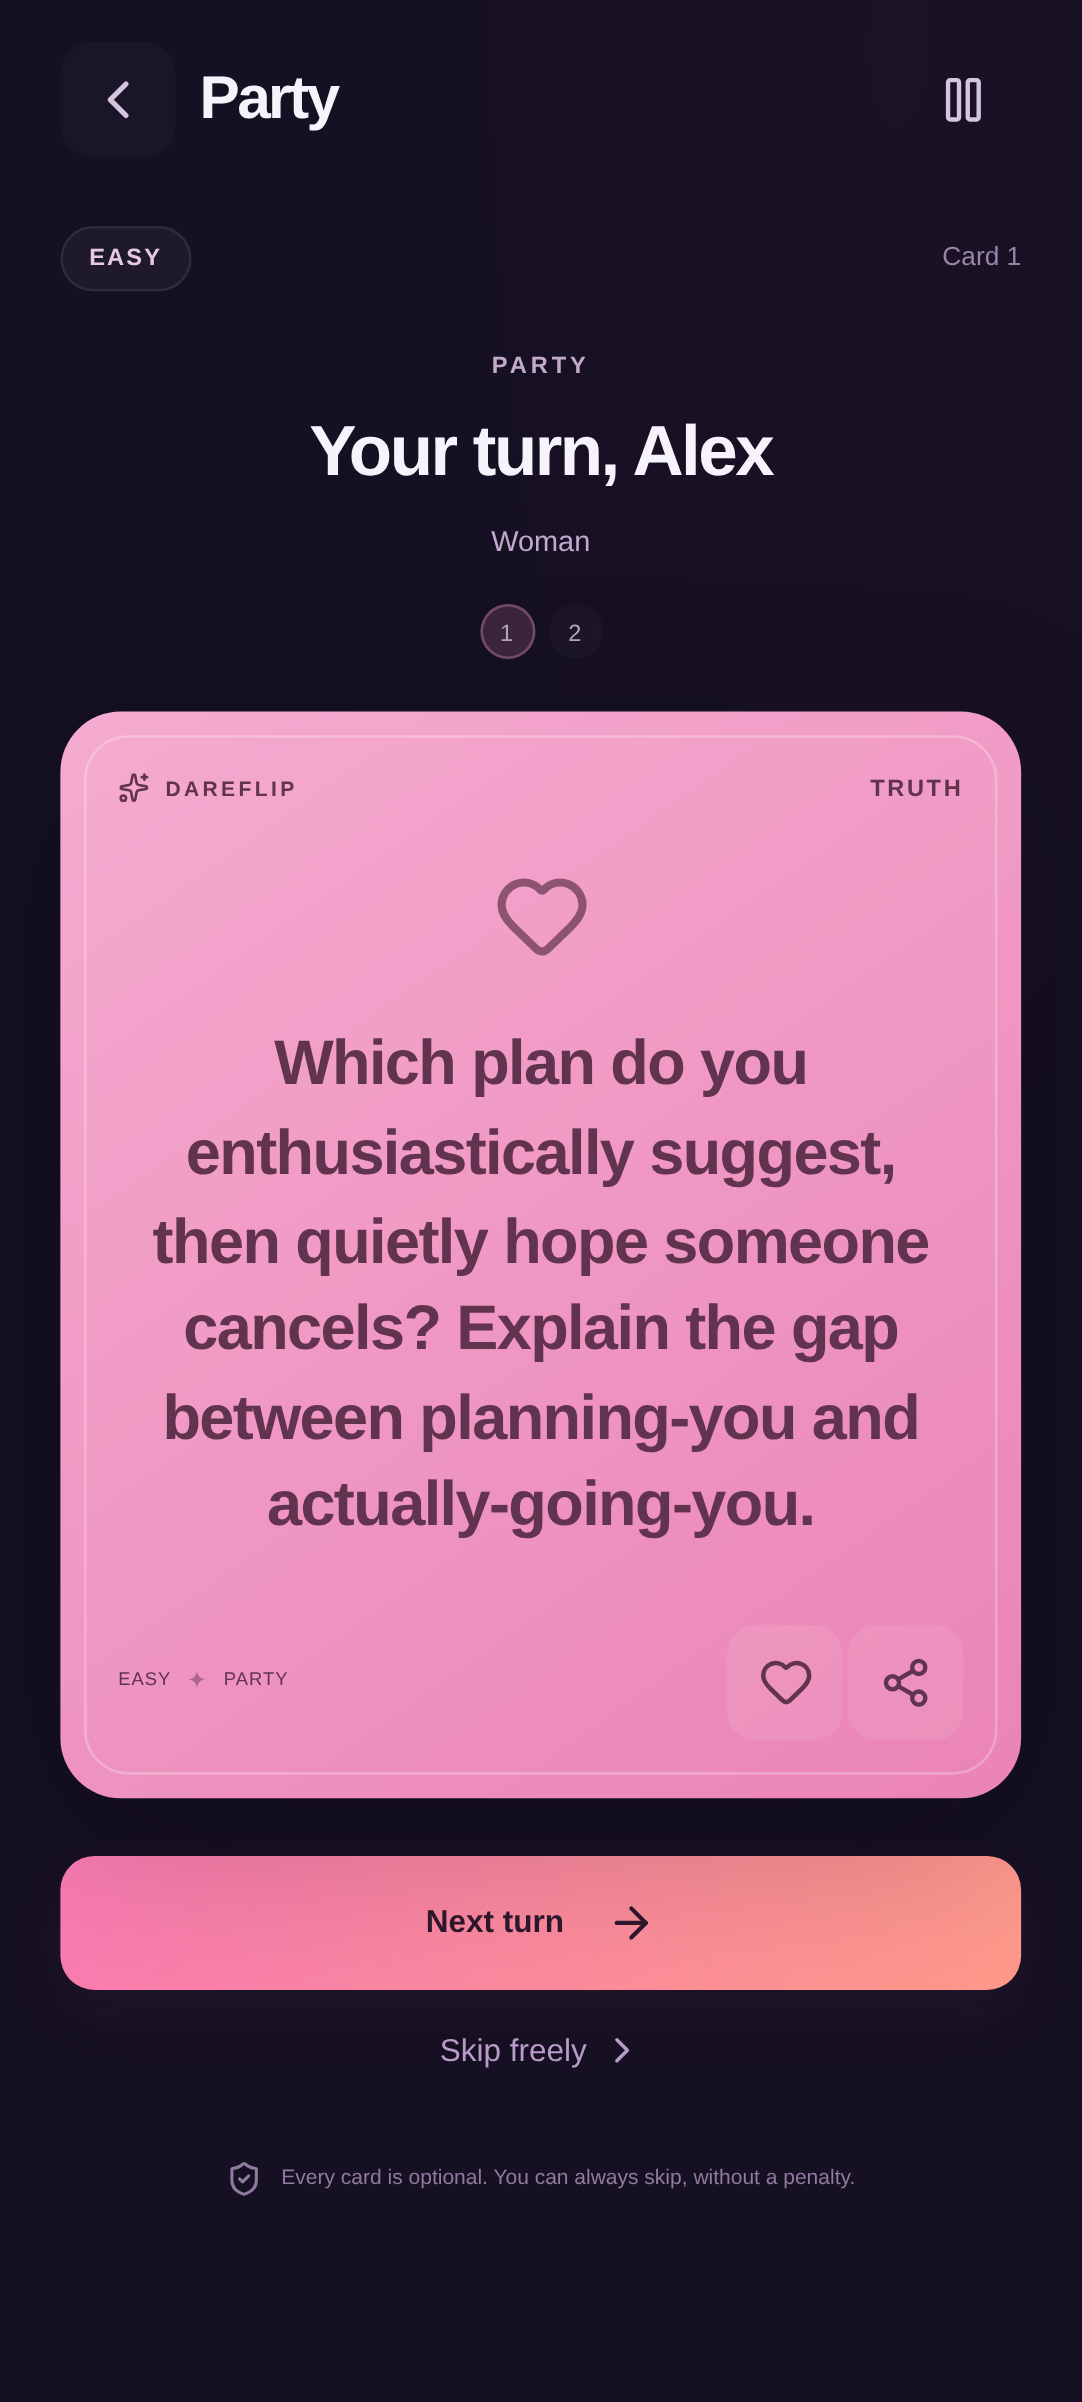 Party
EASY
Card 1
PARTY
Your turn, Alex
Woman
1 2
DAREFLIP
TRUTH
Which plan do you
enthusiastically suggest,
then quietly hope someone
cancels? Explain the gap
between planning-you and
actually-going-you.
EASY ✦ PARTY
Next turn
Skip freely
Every card is optional. You can always skip, without a penalty.